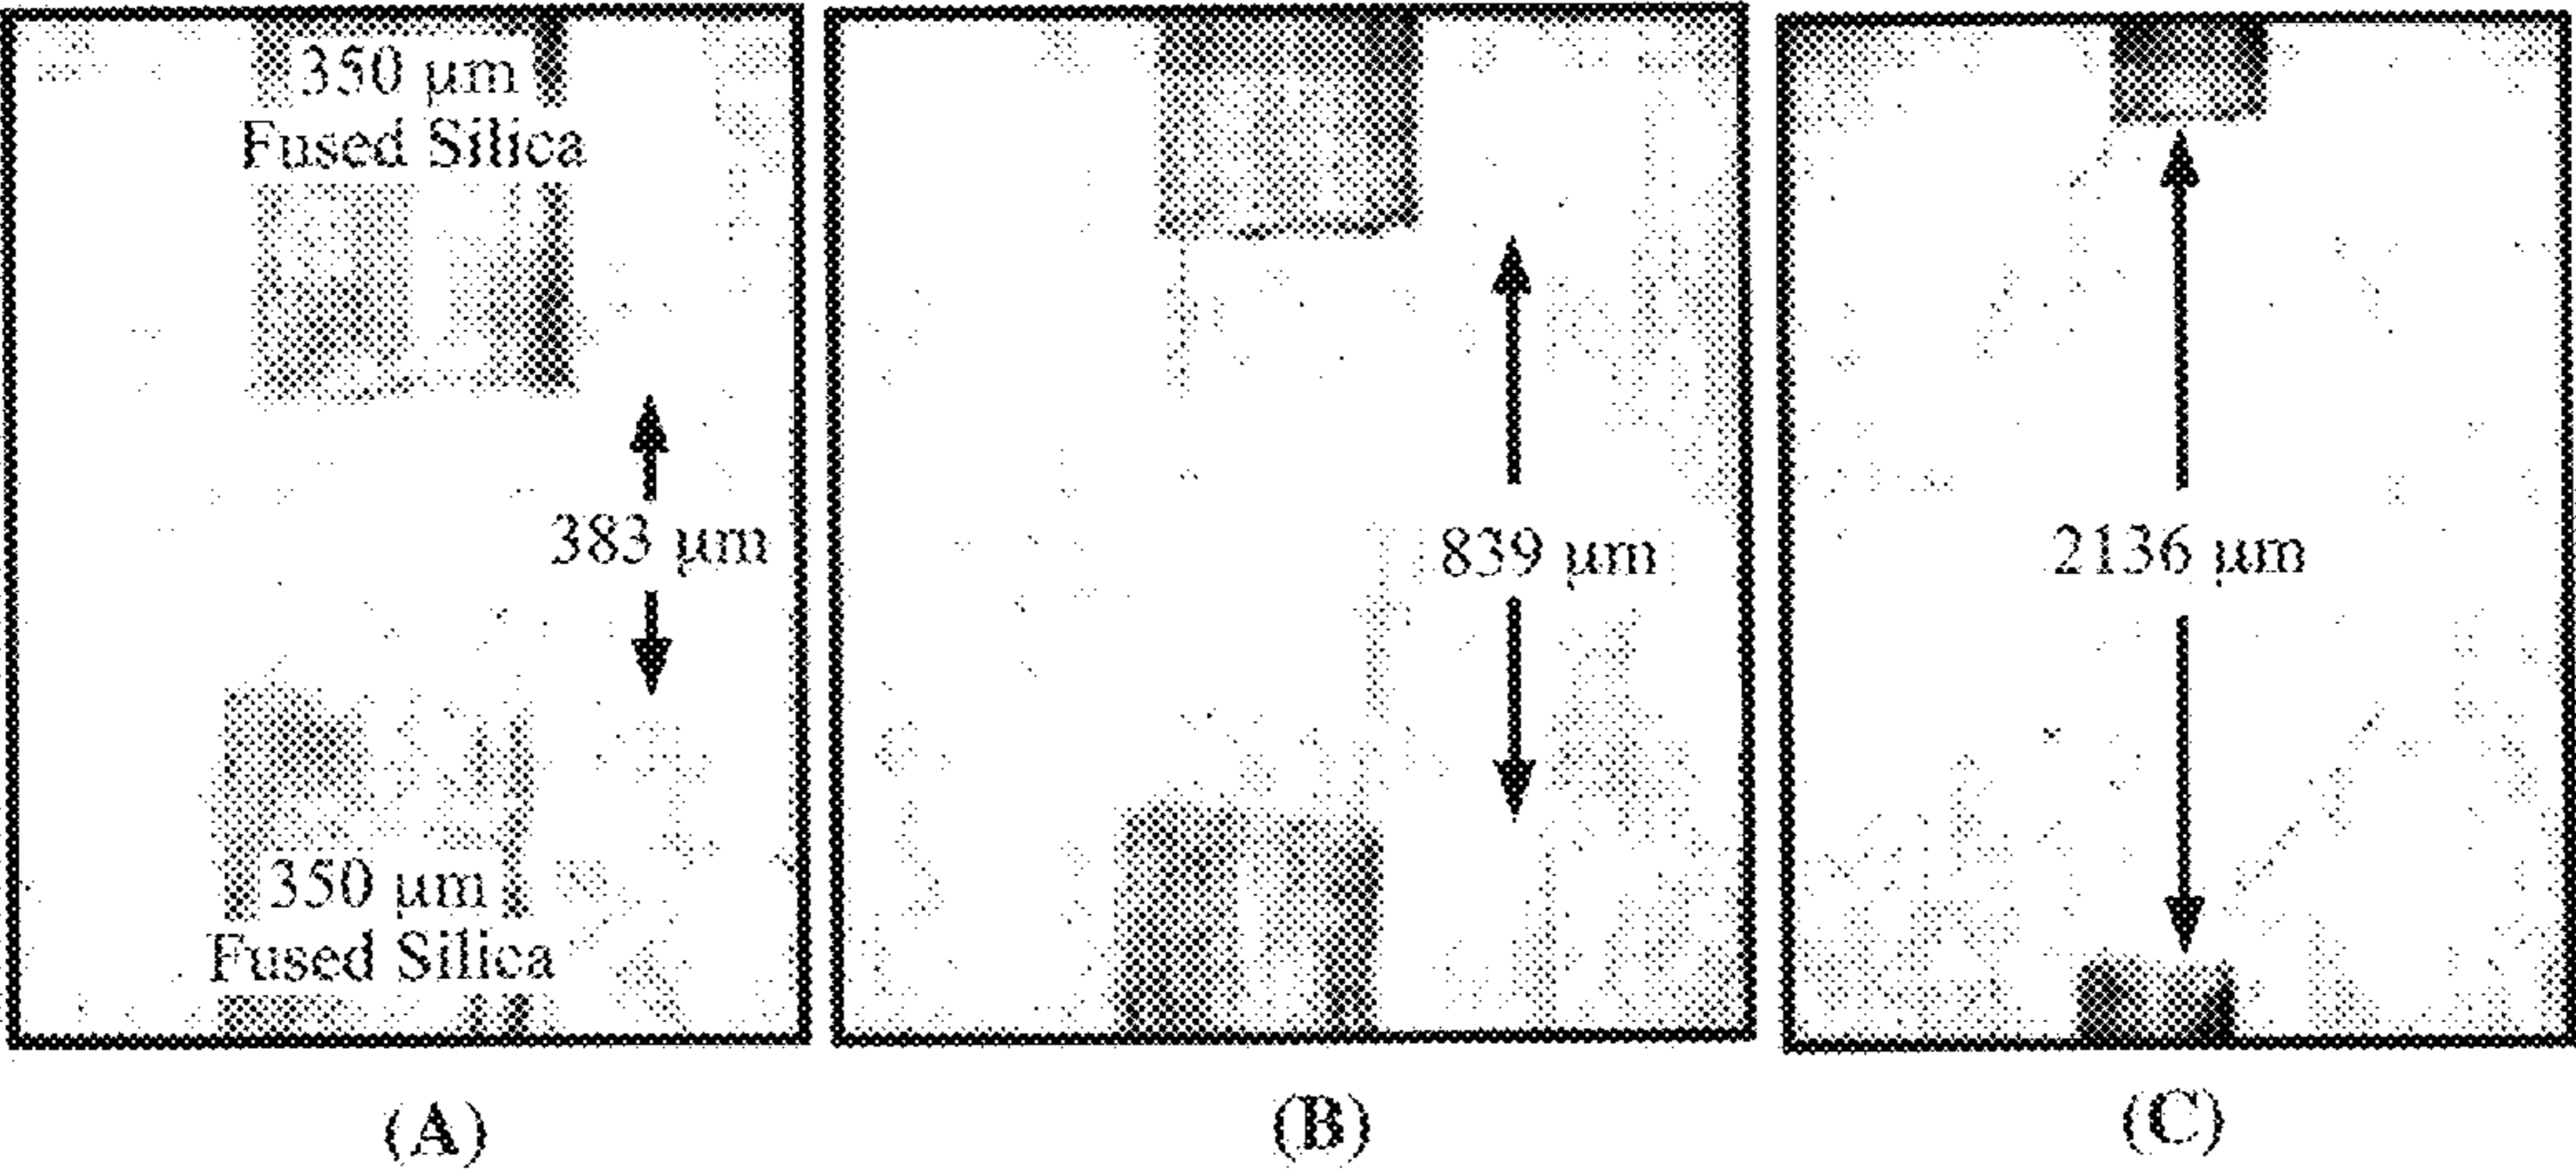 350 μm
Fused Silica
383 μm
350 μm
Fused Silica
839 μm
2136 μm
(A)
(B)
(C)